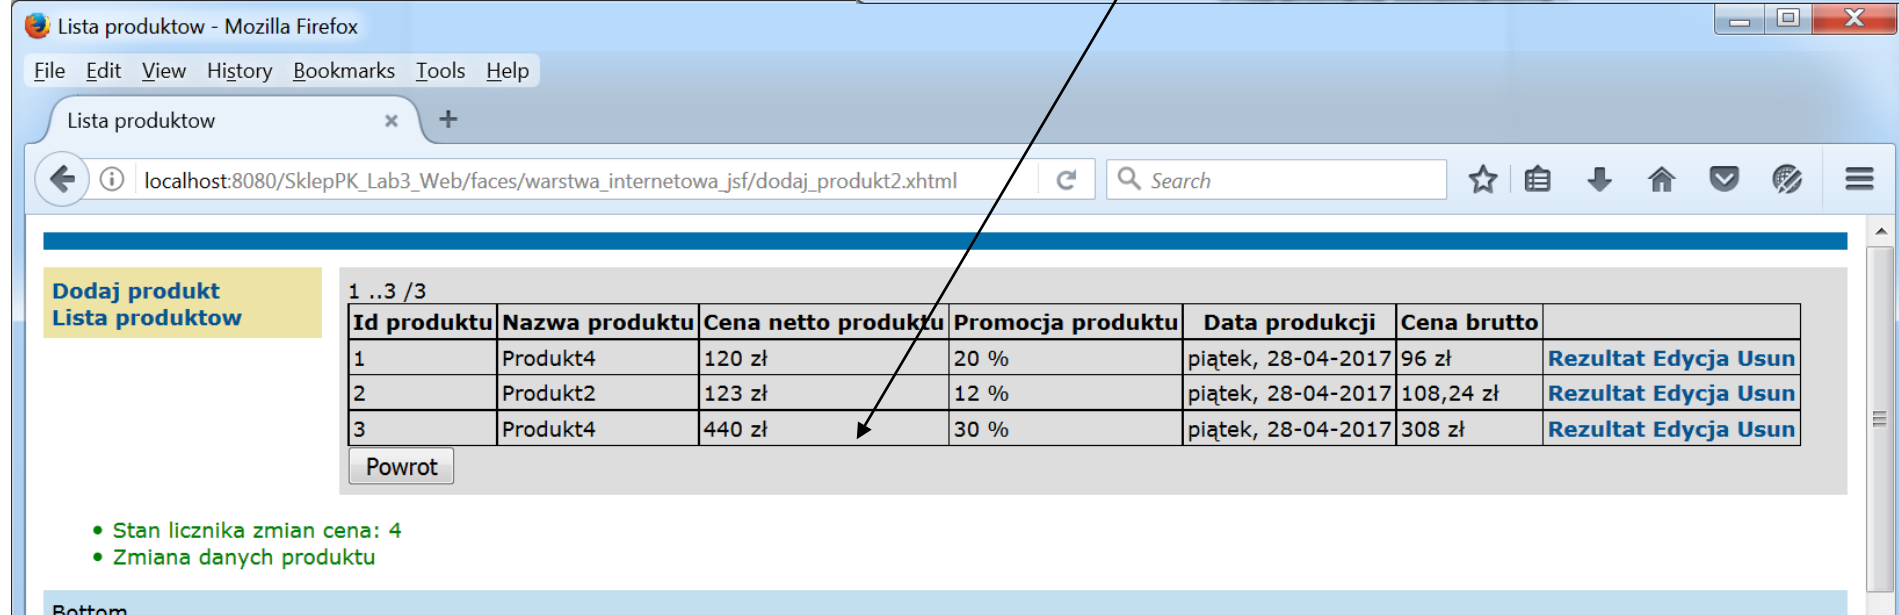 Lista produktow - Mozilla Firefox
File Edit View History Bookmarks Tools Help
Lista produktow
localhost:8080/SklepPK_Lab3_Web/faces/warstwa_internetowa_jsf/dodaj_produkt2.xhtml
Search
Dodaj produkt
Lista produktow
1 ..3 /3
Id produktu Nazwa produktu Cena netto produktu Promocja produktu Data produkcji Cena brutto
1 Produkt4 120 zł 20 % piątek, 28-04-2017 96 zł Rezultat Edycja Usun
2 Produkt2 123 zł 12 % piątek, 28-04-2017 108,24 zł Rezultat Edycja Usun
3 Produkt4 440 zł 30 % piątek, 28-04-2017 308 zł Rezultat Edycja Usun
Powrot
Stan licznika zmian cena: 4
Zmiana danych produktu
Bottom